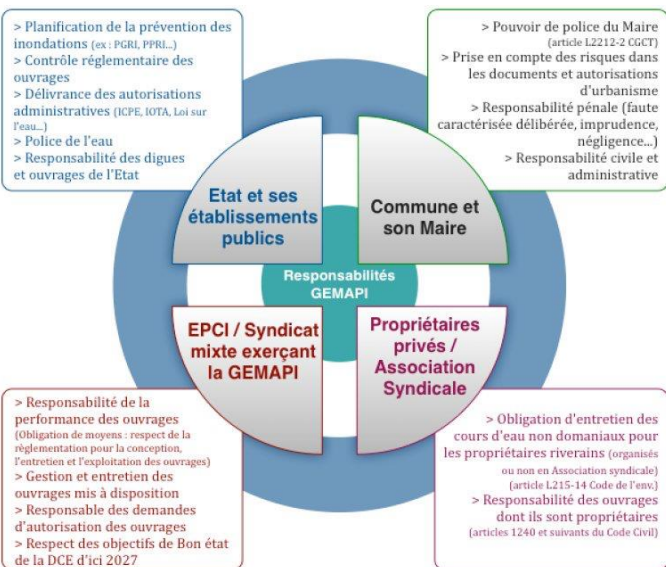 > Planification de la prévention des
inondations (ex : PGRI, PPRI...)
> Contrôle réglementaire des
ouvrages
> Délivrance des autorisations
administratives (ICPE, IOTA, Loi sur
l'eau...)
> Police de l'eau
> Responsabilité des digues
et ouvrages de l'Etat
> Pouvoir de police du Maire
(article L2212-2 CGCT)
> Prise en compte des risques dans
les documents et autorisations
d'urbanisme
> Responsabilité pénale (faute
caractérisée délibérée, imprudence,
négligence...)
> Responsabilité civile et
administrative
Etat et ses
établissements
publics
Commune et
son Maire
Responsabilités
GEMAPI
EPCI / Syndicat
mixte exerçant
la GEMAPI
Propriétaires
privés /
Association
Syndicale
> Responsabilité de la
performance des ouvrages
(Obligation de moyens : respect de la
règlementation pour la conception,
l'entretien et l'exploitation des ouvrages)
> Gestion et entretien des
ouvrages mis à disposition
> Responsable des demandes
d'autorisation des ouvrages
> Respect des objectifs de Bon état
de la DCE d'ici 2027
> Obligation d'entretien des
cours d'eau non domaniaux pour
les propriétaires riverains (organisés
ou non en Association syndicale)
(article L215-14 Code de l'env.)
> Responsabilité des ouvrages
dont ils sont propriétaires
(articles 1240 et suivants du Code Civil)